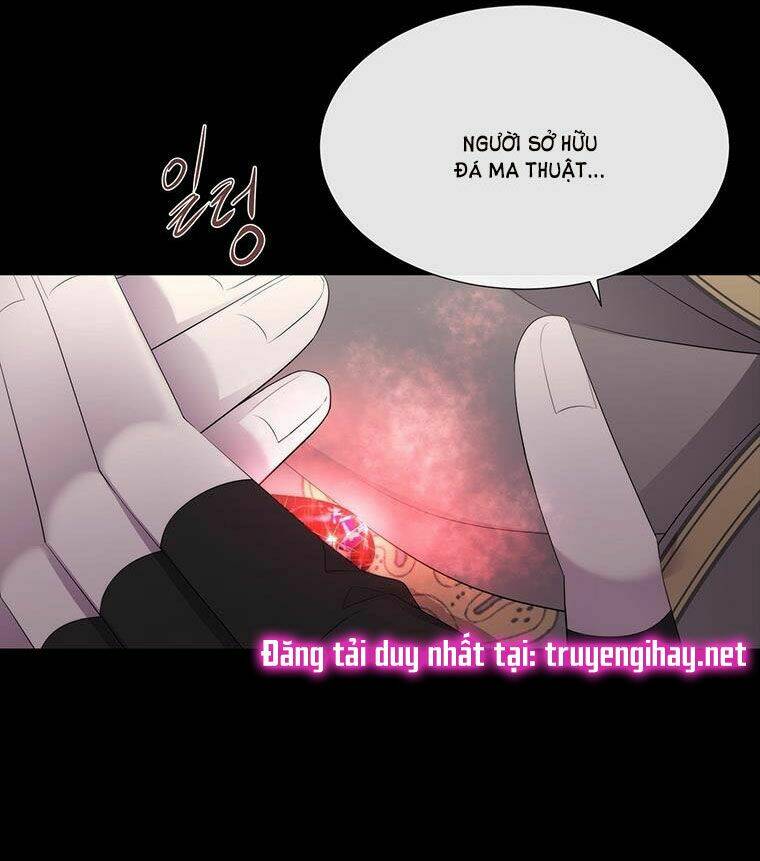 NGƯỜI SỞ HỮU
ĐÁ MA THUẬT...
일렁
Đăng tải duy nhất tại: truyengihay.net